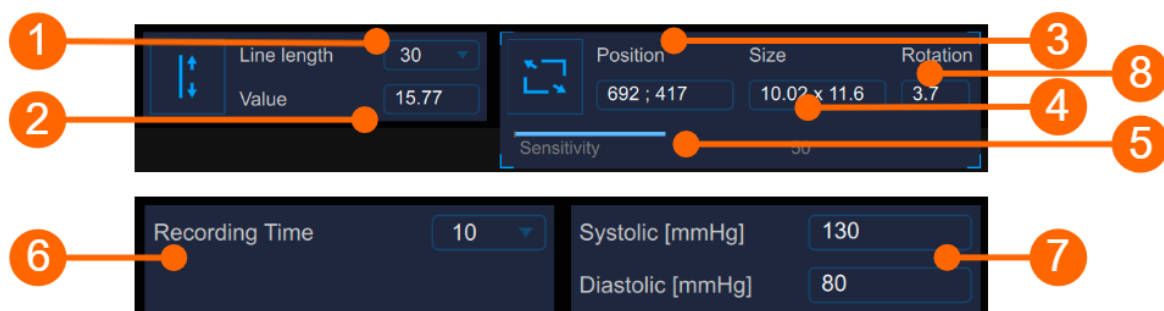 1
Line length
30
Value
15.77
2
Position
Size
Rotation
3
692 ; 417
10.02 x 11.6
3.7
8
4
Sensitivity
50
5
Recording Time
10
6
Systolic [mmHg]
130
Diastolic [mmHg]
80
7